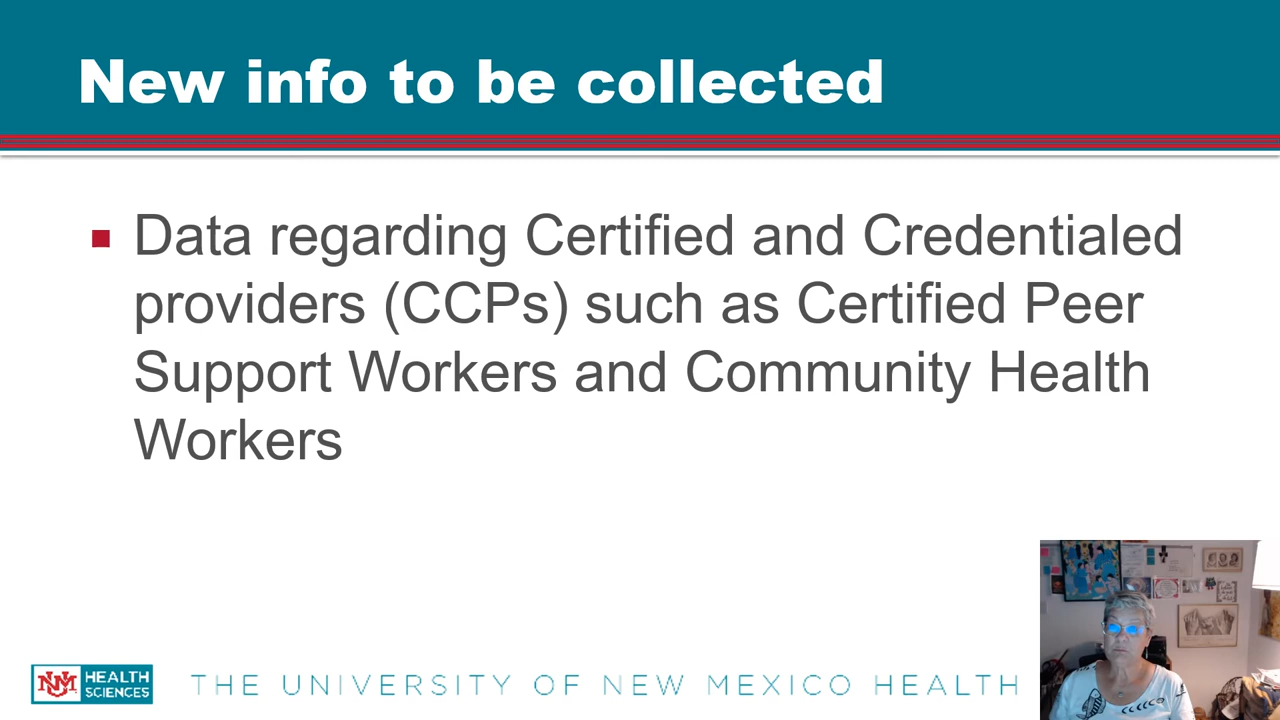 New info to be collected
Data regarding Certified and Credentialed
providers (CCPs) such as Certified Peer
Support Workers and Community Health
Workers
UNM HEALTH
SCIENCES
THE UNIVERSITY OF NEW MEXICO HEALTH